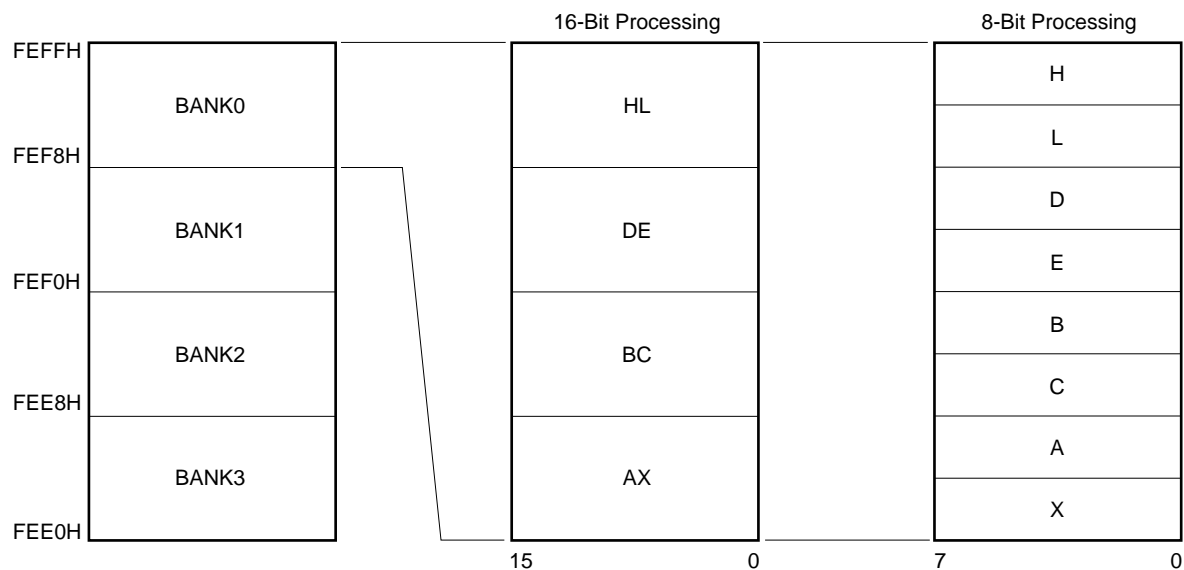 16-Bit Processing
8-Bit Processing
FEFFH
BANK0
HL
H
L
FEF8H
BANK1
DE
D
E
FEF0H
BANK2
BC
B
C
FEE8H
BANK3
AX
A
X
FEE0H
15 0
7 0